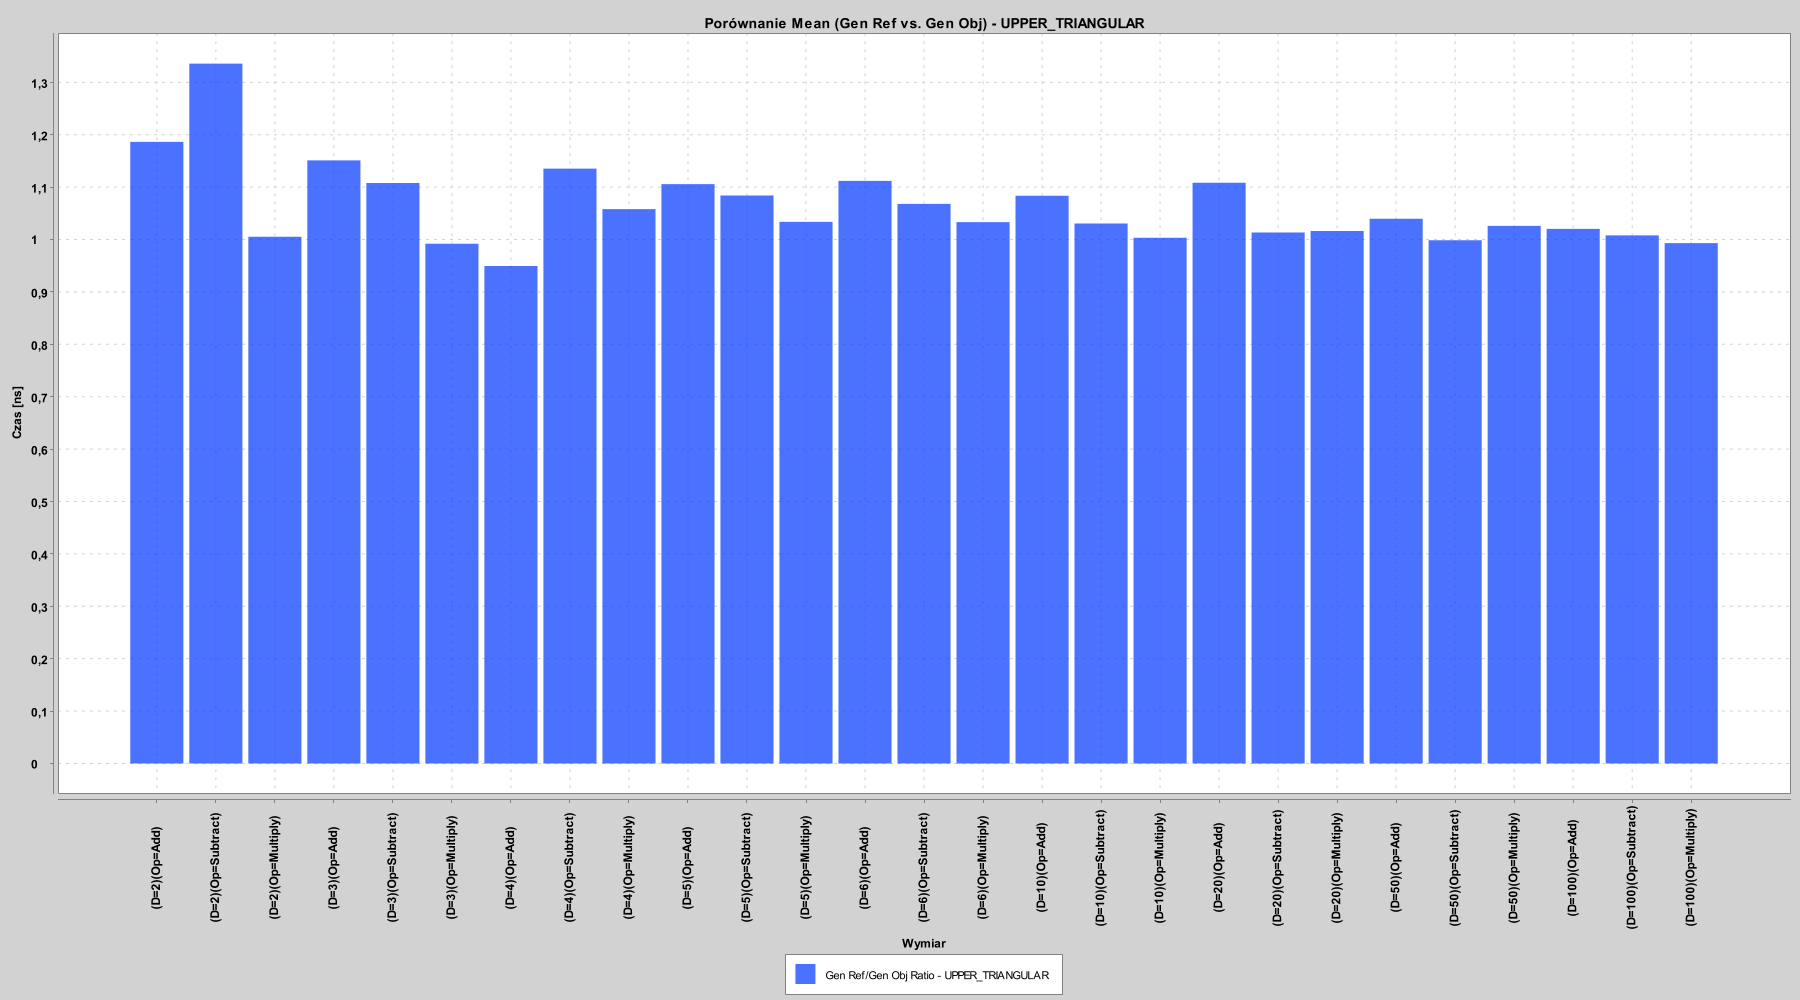 Porównanie Mean (Gen Ref vs. Gen Obj) - UPPER_TRIANGULAR
Czas [ns]
1,3
1,2
1,1
1
0,9
0,8
0,7
0,6
0,5
0,4
0,3
0,2
0,1
0
(D=2)(Op=Add)
(D=2)(Op=Subtract)
(D=2)(Op=Multiply)
(D=3)(Op=Add)
(D=3)(Op=Subtract)
(D=3)(Op=Multiply)
(D=4)(Op=Add)
(D=4)(Op=Subtract)
(D=4)(Op=Multiply)
(D=5)(Op=Add)
(D=5)(Op=Subtract)
(D=5)(Op=Multiply)
(D=6)(Op=Add)
(D=6)(Op=Subtract)
(D=6)(Op=Multiply)
(D=10)(Op=Add)
(D=10)(Op=Subtract)
(D=10)(Op=Multiply)
(D=20)(Op=Add)
(D=20)(Op=Subtract)
(D=20)(Op=Multiply)
(D=50)(Op=Add)
(D=50)(Op=Subtract)
(D=50)(Op=Multiply)
(D=100)(Op=Add)
(D=100)(Op=Subtract)
(D=100)(Op=Multiply)
Wymiar
Gen Ref/Gen Obj Ratio - UPPER_TRIANGULAR